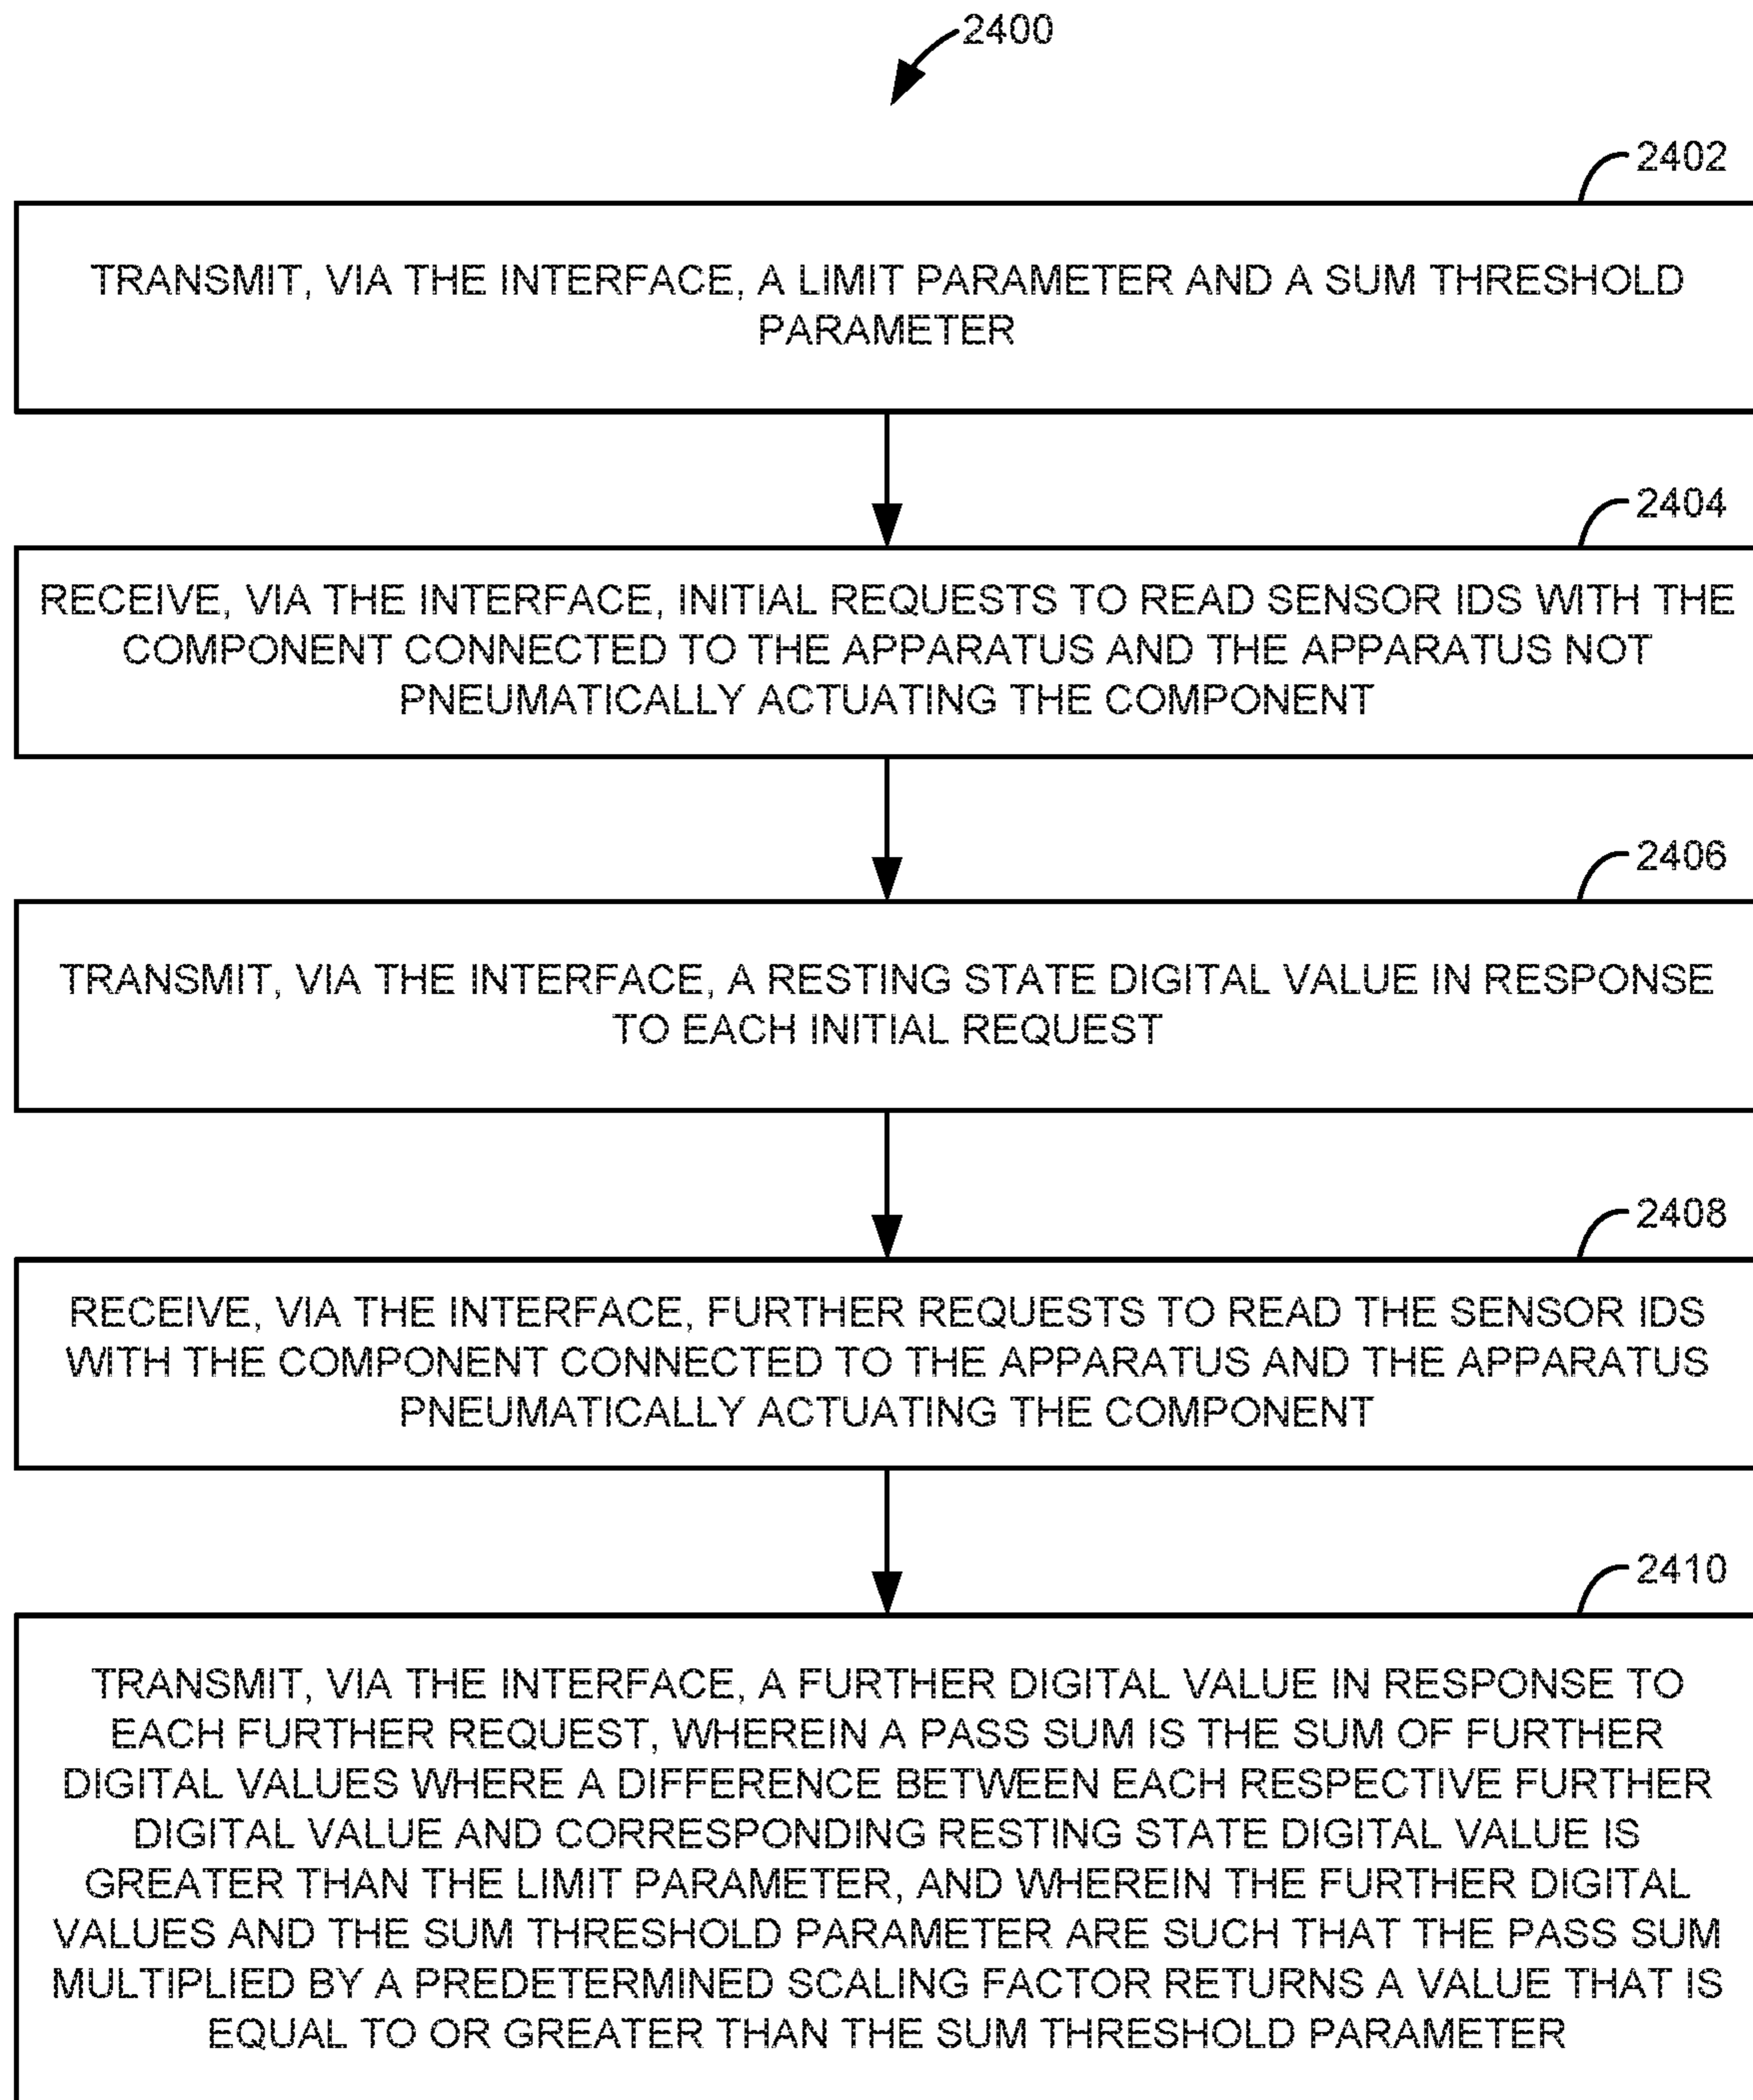 2400
2402
TRANSMIT, VIA THE INTERFACE, A LIMIT PARAMETER AND A SUM THRESHOLD
PARAMETER
2404
RECEIVE, VIA THE INTERFACE, INITIAL REQUESTS TO READ SENSOR IDS WITH THE
COMPONENT CONNECTED TO THE APPARATUS AND THE APPARATUS NOT
PNEUMATICALLY ACTUATING THE COMPONENT
2406
TRANSMIT, VIA THE INTERFACE, A RESTING STATE DIGITAL VALUE IN RESPONSE
TO EACH INITIAL REQUEST
2408
RECEIVE, VIA THE INTERFACE, FURTHER REQUESTS TO READ THE SENSOR IDS
WITH THE COMPONENT CONNECTED TO THE APPARATUS AND THE APPARATUS
PNEUMATICALLY ACTUATING THE COMPONENT
2410
TRANSMIT, VIA THE INTERFACE, A FURTHER DIGITAL VALUE IN RESPONSE TO
EACH FURTHER REQUEST, WHEREIN A PASS SUM IS THE SUM OF FURTHER
DIGITAL VALUES WHERE A DIFFERENCE BETWEEN EACH RESPECTIVE FURTHER
DIGITAL VALUE AND CORRESPONDING RESTING STATE DIGITAL VALUE IS
GREATER THAN THE LIMIT PARAMETER, AND WHEREIN THE FURTHER DIGITAL
VALUES AND THE SUM THRESHOLD PARAMETER ARE SUCH THAT THE PASS SUM
MULTIPLIED BY A PREDETERMINED SCALING FACTOR RETURNS A VALUE THAT IS
EQUAL TO OR GREATER THAN THE SUM THRESHOLD PARAMETER